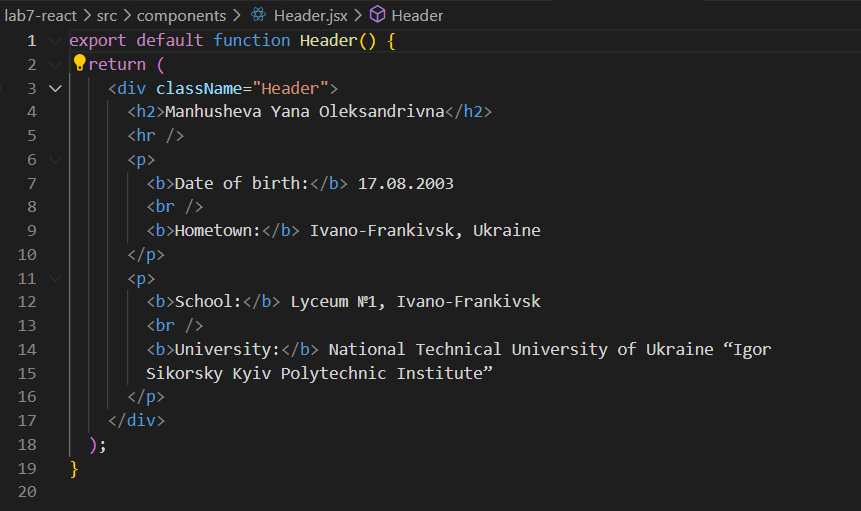 lab7-react > src > components > Header.jsx > Header
1 export default function Header() {
2   return (
3     <div className="Header">
4       <h2>Manhusheva Yana Oleksandrivna</h2>
5       <hr />
6       <p>
7         <b>Date of birth:</b> 17.08.2003
8         <br />
9         <b>Hometown:</b> Ivano-Frankivsk, Ukraine
10       </p>
11       <p>
12         <b>School:</b> Lyceum №1, Ivano-Frankivsk
13         <br />
14         <b>University:</b> National Technical University of Ukraine “Igor
15         Sikorsky Kyiv Polytechnic Institute”
16       </p>
17     </div>
18   );
19 }
20